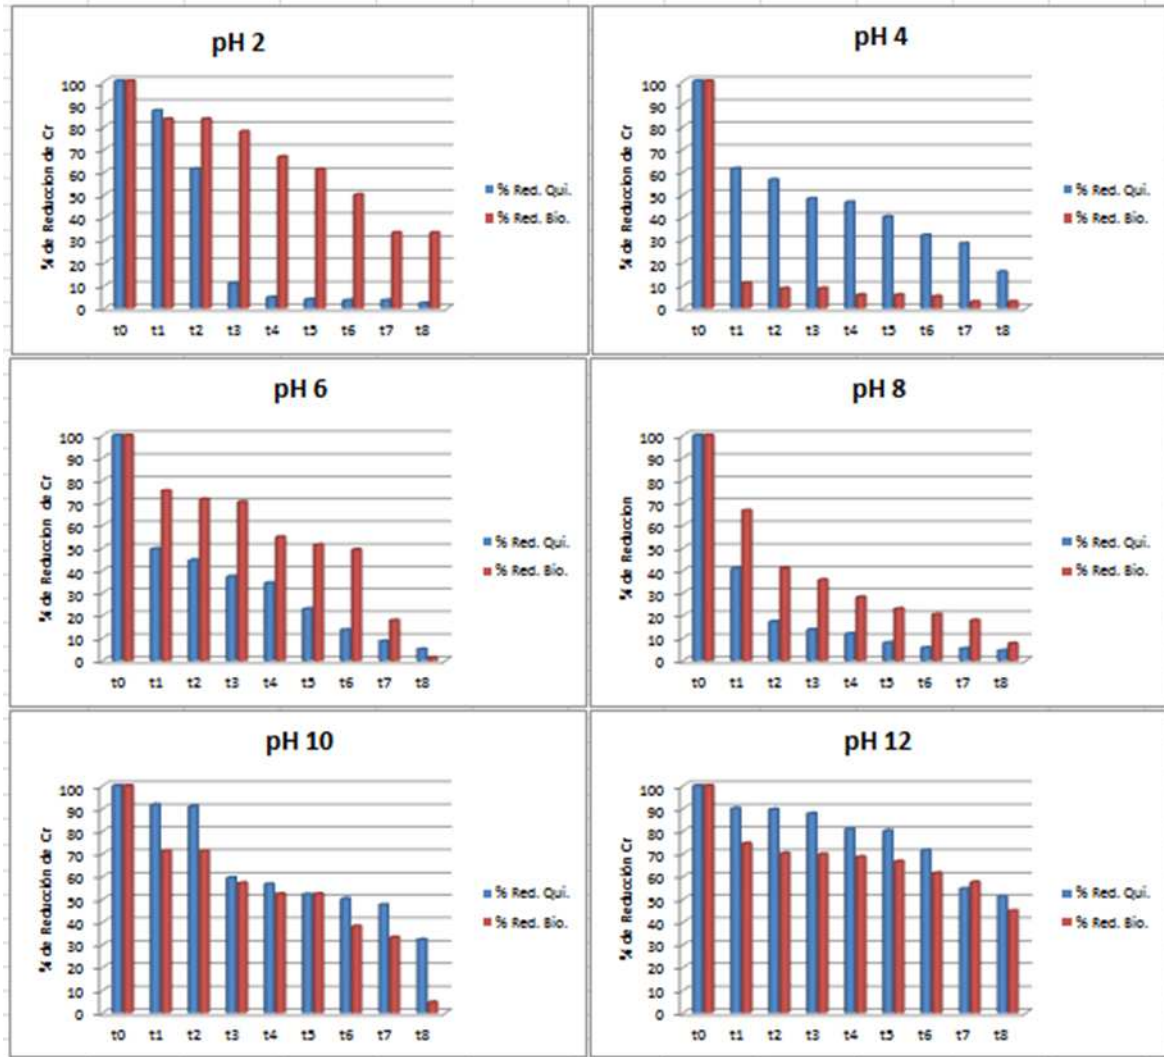 pH 2
% de Reduccion de Cr
100
90
80
70
60
50
40
30
20
10
0
t0 t1 t2 t3 t4 t5 t6 t7 t8
% Red. Qui.
% Red. Bio.
pH 4
% de Reduccion de Cr
100
90
80
70
60
50
40
30
20
10
0
t0 t1 t2 t3 t4 t5 t6 t7 t8
% Red. Qui.
% Red. Bio.
pH 6
% de Reduccion de Cr
100
90
80
70
60
50
40
30
20
10
0
t0 t1 t2 t3 t4 t5 t6 t7 t8
% Red. Qui.
% Red. Bio.
pH 8
% de Reduccion
100
90
80
70
60
50
40
30
20
10
0
t0 t1 t2 t3 t4 t5 t6 t7 t8
% Red. Qui.
% Red. Bio.
pH 10
% de Reducción de Cr
100
90
80
70
60
50
40
30
20
10
0
t0 t1 t2 t3 t4 t5 t6 t7 t8
% Red. Qui.
% Red. Bio.
pH 12
% de Reducción Cr
100
90
80
70
60
50
40
30
20
10
0
t0 t1 t2 t3 t4 t5 t6 t7 t8
% Red. Qui.
% Red. Bio.